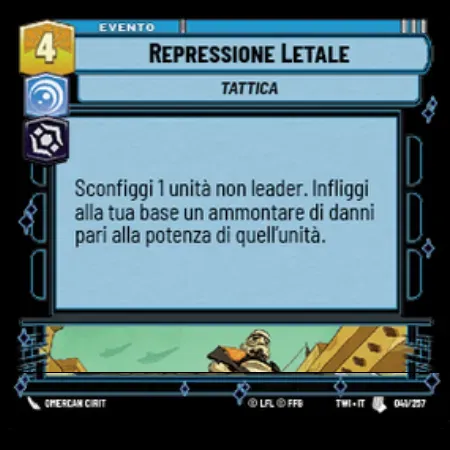 EVENTO
4
REPRESSIONE LETALE
TATTICA
Sconfiggi 1 unità non leader. Infliggi
alla tua base un ammontare di danni
pari alla potenza di quell'unità.
OMERCAN CIRIT
© LFL © FFG
TWI • IT
041/257